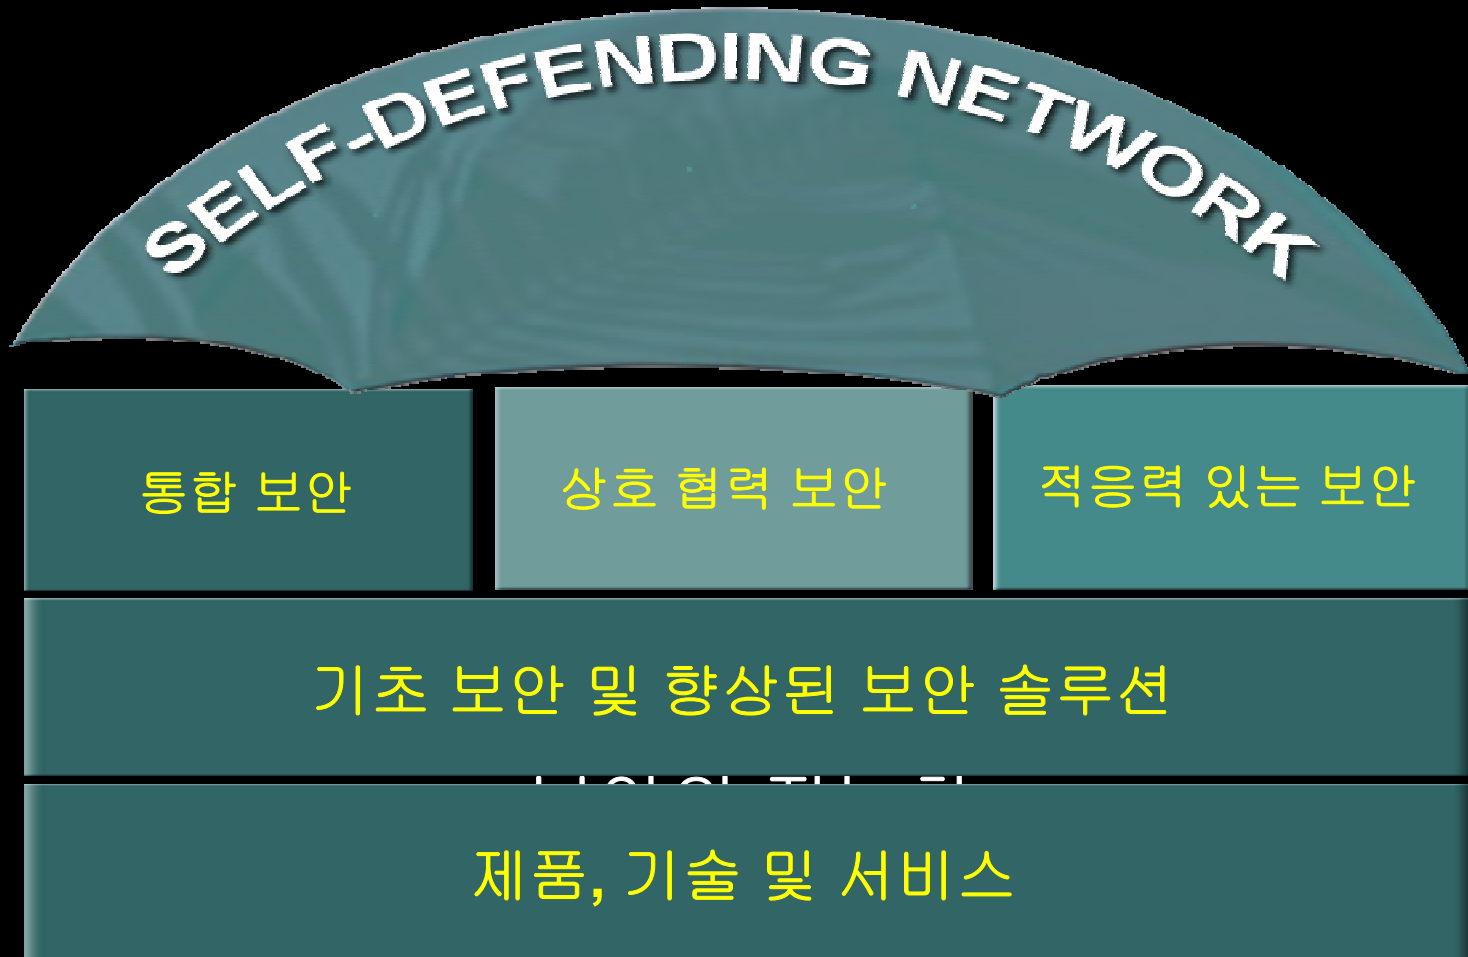 SELF-DEFENDING NETWORK
통합 보안
상호 협력 보안
적응력 있는 보안
기초 보안 및 향상된 보안 솔루션
제품, 기술 및 서비스